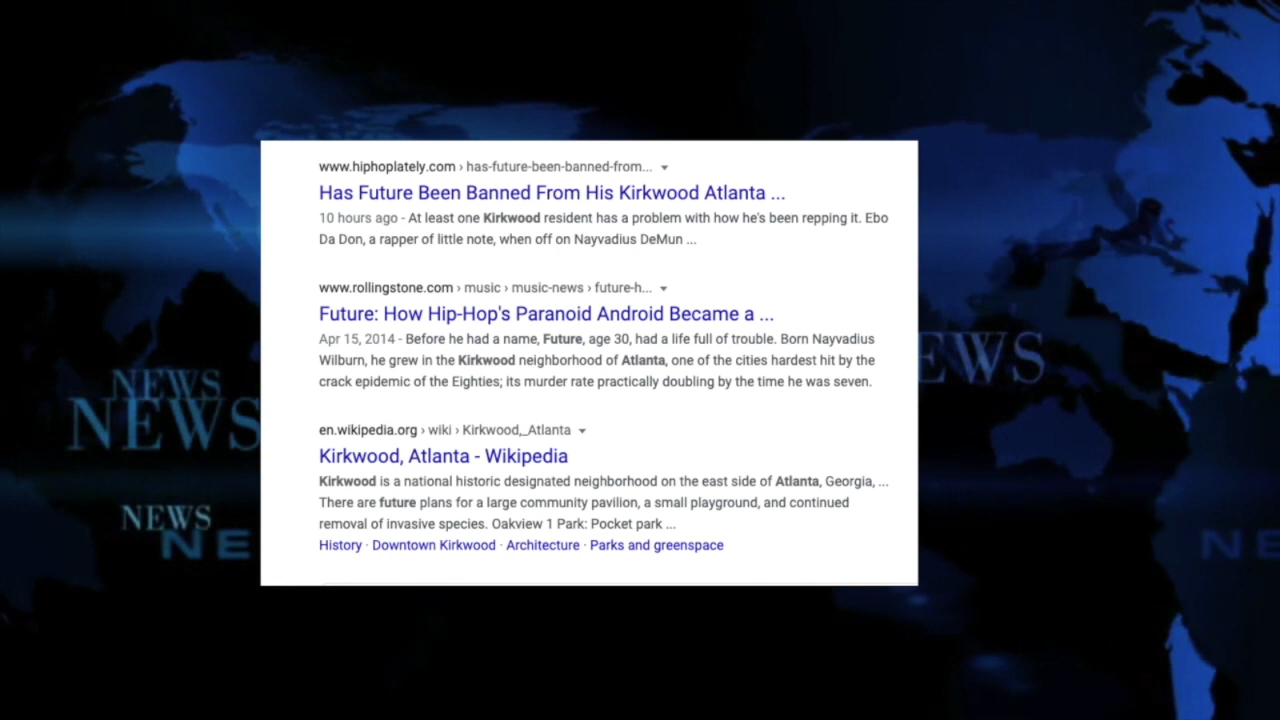 www.hiphoplately.com › has-future-been-banned-from...
Has Future Been Banned From His Kirkwood Atlanta ...
10 hours ago - At least one Kirkwood resident has a problem with how he's been repping it. Ebo
Da Don, a rapper of little note, when off on Nayvadius DeMun ...
www.rollingstone.com › music › music-news › future-h...
Future: How Hip-Hop's Paranoid Android Became a ...
Apr 15, 2014 - Before he had a name, Future, age 30, had a life full of trouble. Born Nayvadius
Wilburn, he grew in the Kirkwood neighborhood of Atlanta, one of the cities hardest hit by the
crack epidemic of the Eighties; its murder rate practically doubling by the time he was seven.
en.wikipedia.org › wiki › Kirkwood,_Atlanta
Kirkwood, Atlanta - Wikipedia
Kirkwood is a national historic designated neighborhood on the east side of Atlanta, Georgia, ...
There are future plans for a large community pavilion, a small playground, and continued
removal of invasive species. Oakview 1 Park: Pocket park ...
History · Downtown Kirkwood · Architecture · Parks and greenspace
NEWS
NEWS
NEWS
NE
EWS
NE